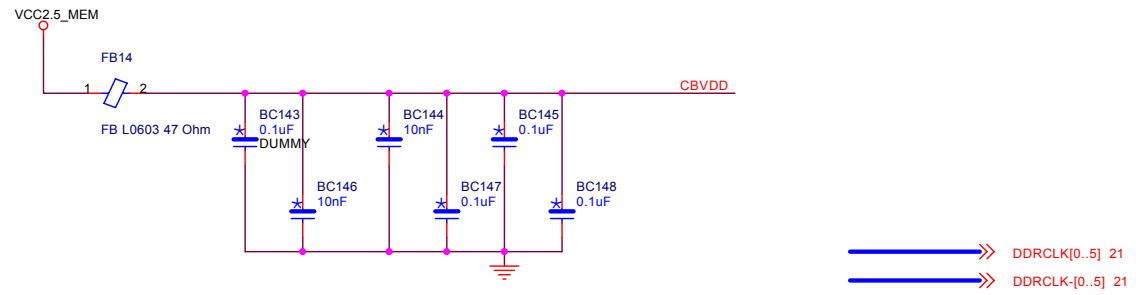 VCC2.5_MEM
FB14
1 2
FB L0603 47 Ohm
CBVDD
BC143
0.1uF
DUMMY
BC144
10nF
BC145
0.1uF
BC146
10nF
BC147
0.1uF
BC148
0.1uF
DDRCLK[0..5] 21
DDRCLK-[0..5] 21